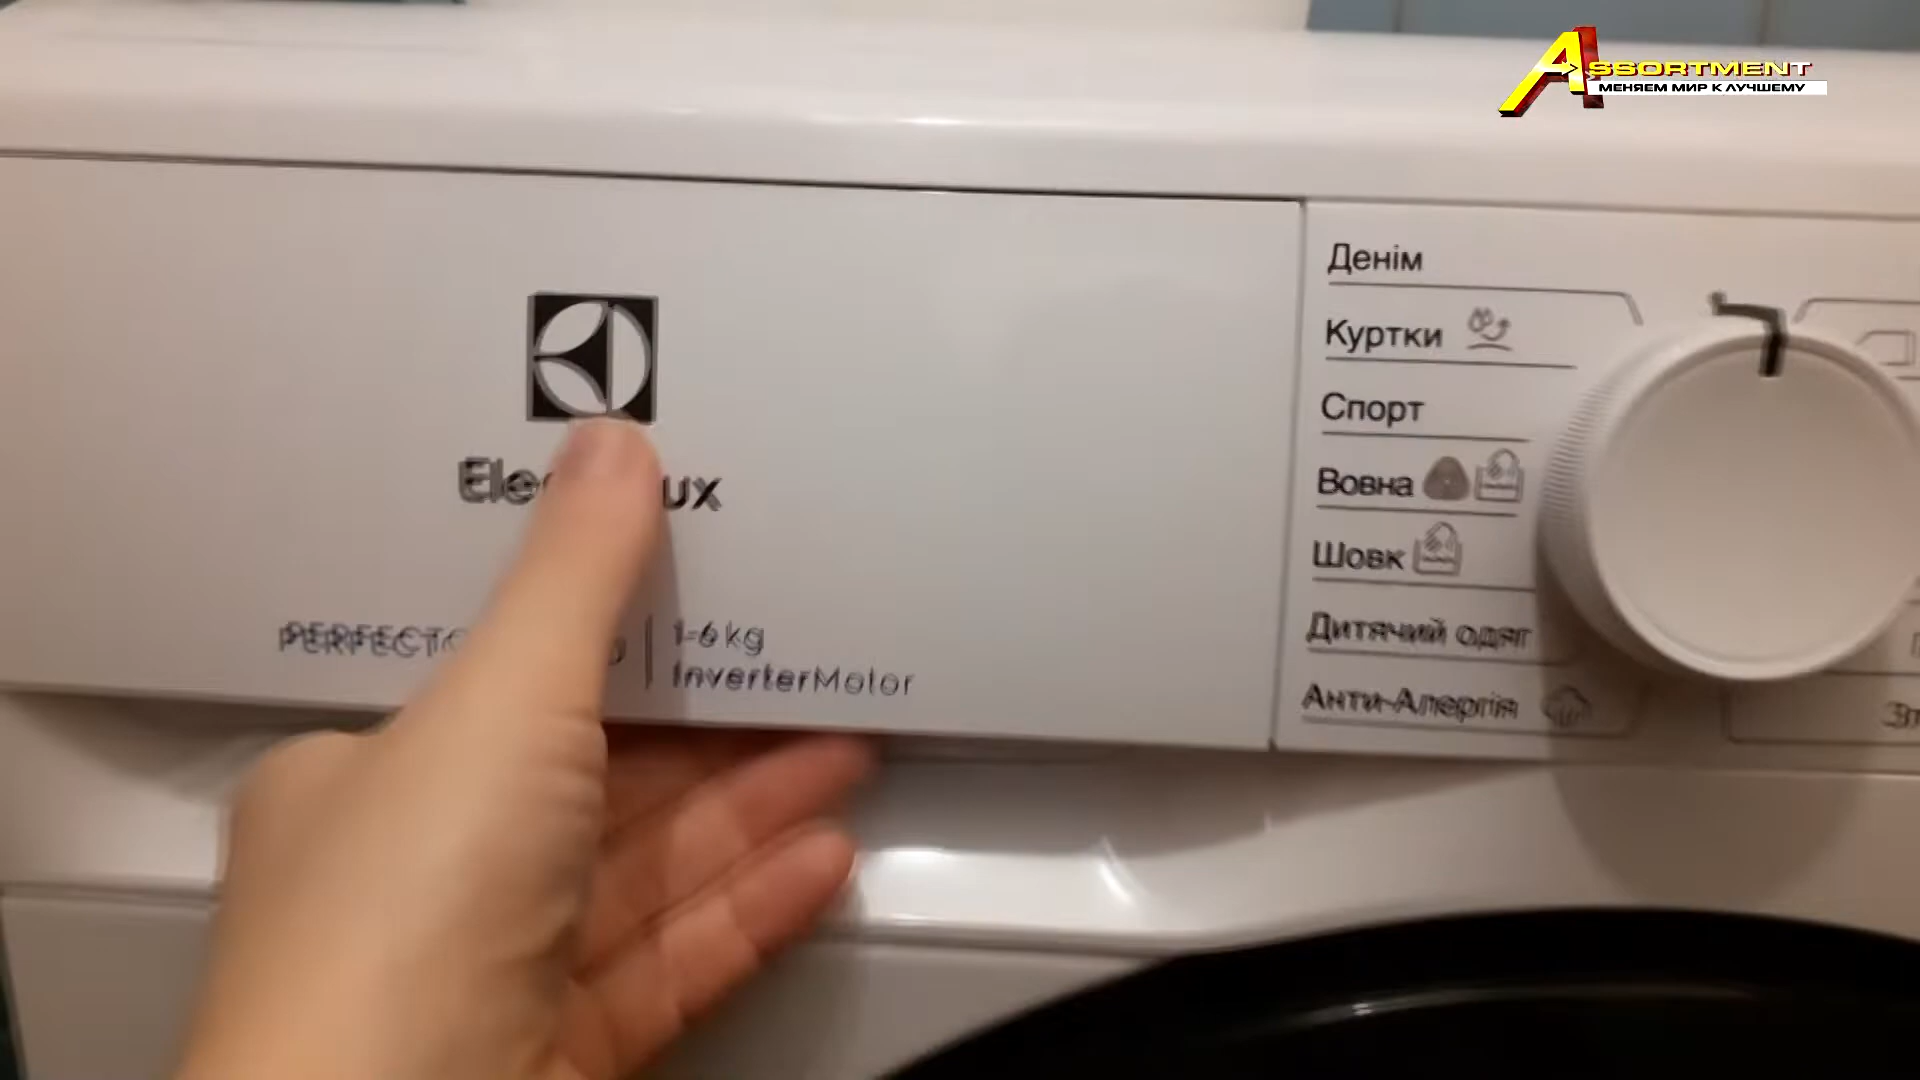 ASSORTMENT
МЕНЯЕМ МИР К ЛУЧШЕМУ
Денім
Куртки
Спорт
Вовна
Шовк
Дитячий одяг
Анти-Алергія
1-6 kg
InverterMotor